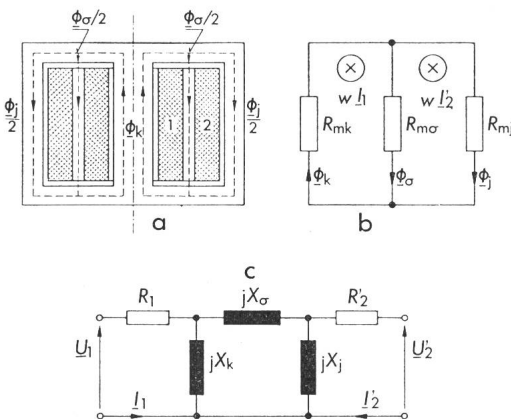 Φσ/2 Φσ/2
Φj/2 Φk 1 2 Φj/2
a
w I1 w I'2
Rmk Rmσ Rmj
Φk Φσ Φj
b
c
R1 jXσ R'2
U1 jXk jXj U'2
I1 I'2